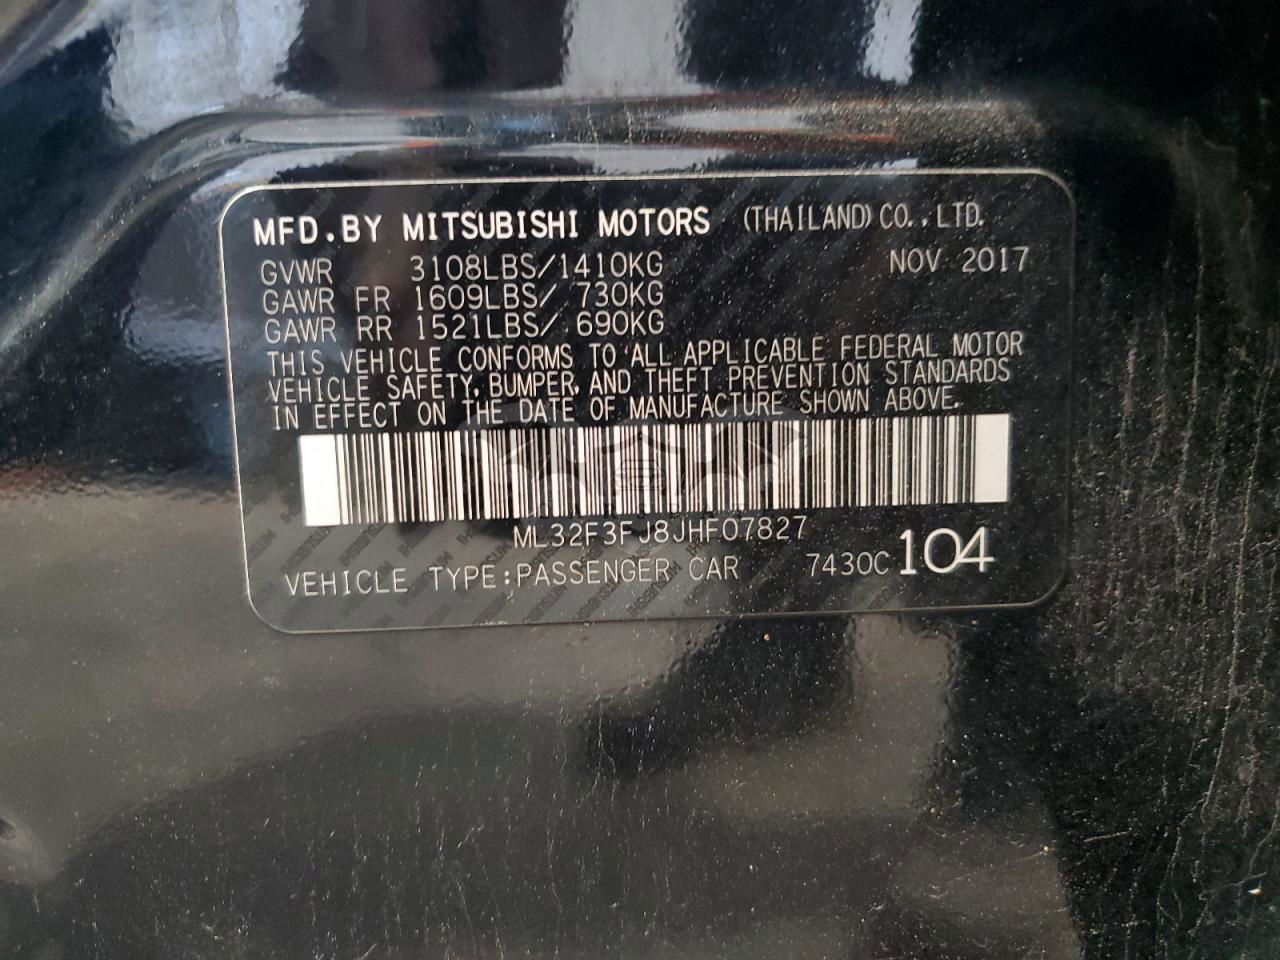 MFD.BY MITSUBISHI MOTORS (THAILAND) CO.,LTD.
GVWR 3108LBS/1410KG NOV 2017
GAWR FR 1609LBS/ 730KG
GAWR RR 1521LBS/ 690KG
THIS VEHICLE CONFORMS TO ALL APPLICABLE FEDERAL MOTOR
VEHICLE SAFETY, BUMPER, AND THEFT PREVENTION STANDARDS
IN EFFECT ON THE DATE OF MANUFACTURE SHOWN ABOVE.
ML32F3FJ8JHF07827
VEHICLE TYPE:PASSENGER CAR 7430C 104